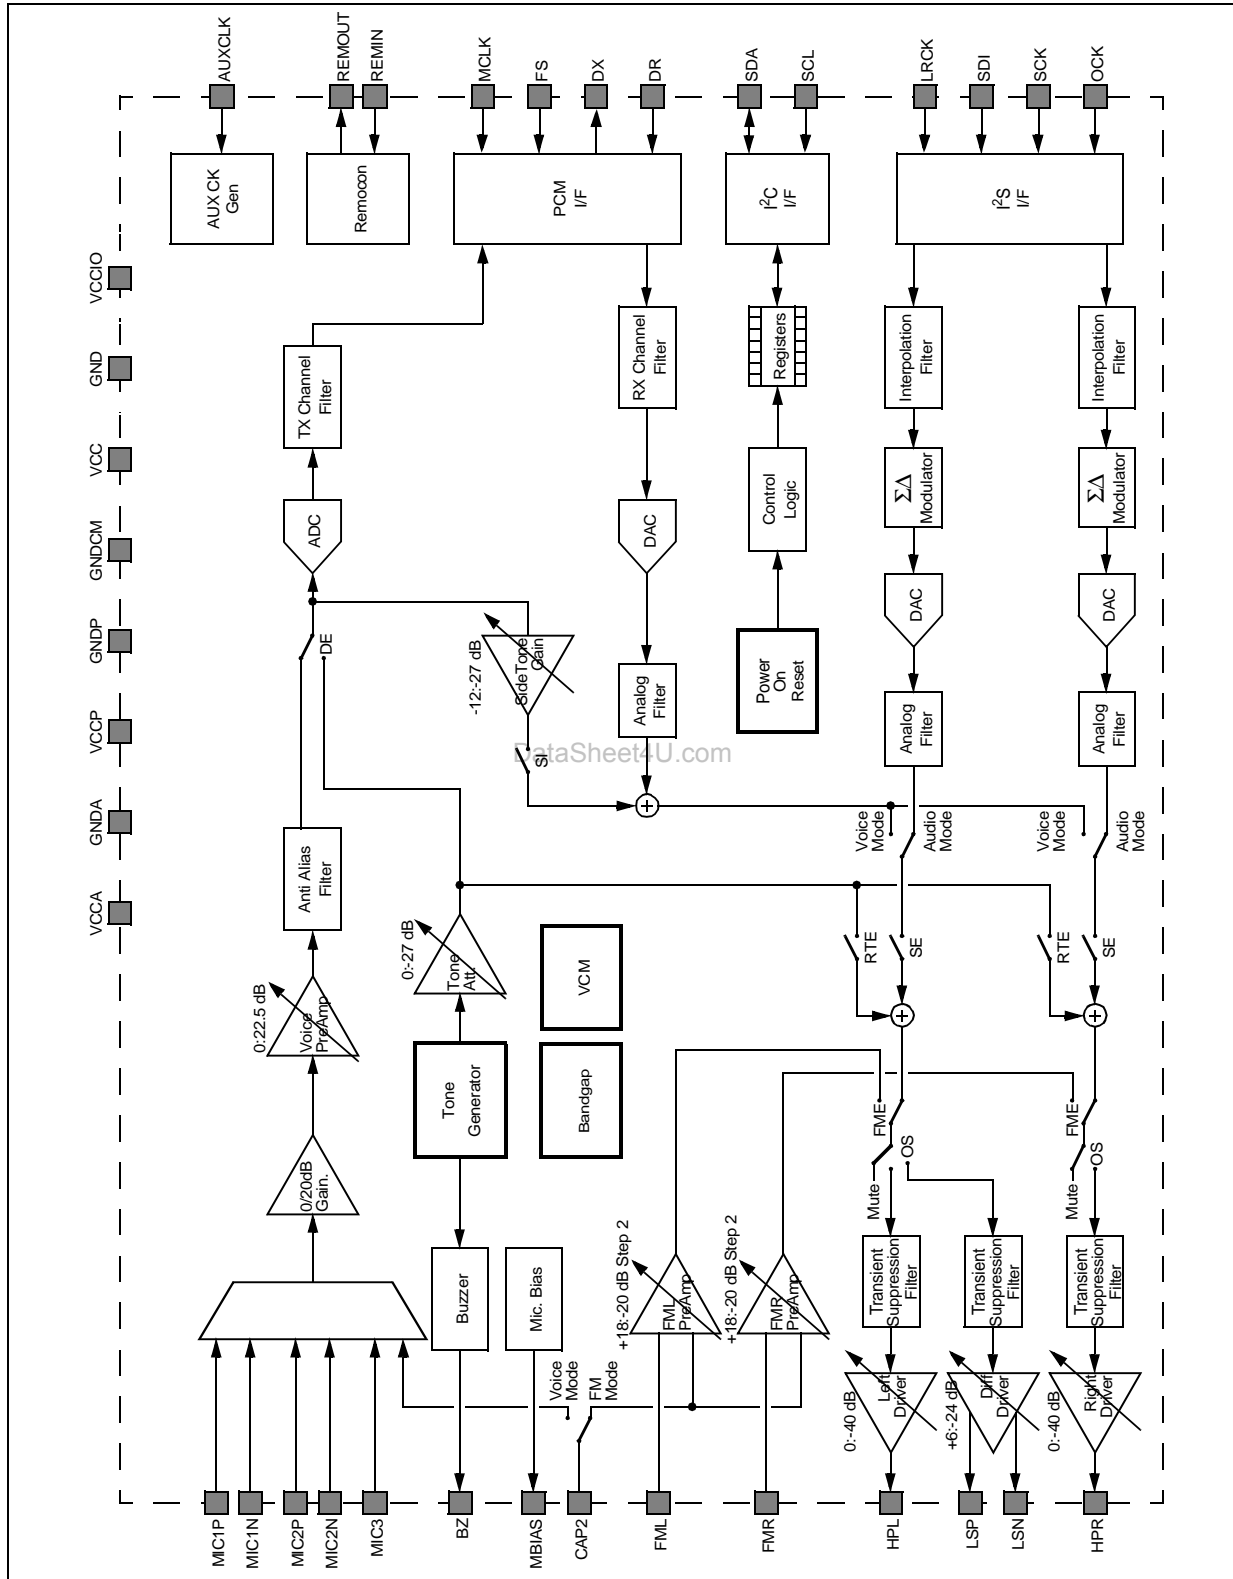 AUXCLK
REMOUT
REMIN
MCLK
FS
DX
DR
SDA
SCL
LRCK
SDI
SCK
OCK
AUX CK
Gen
Remocon
PCM
I/F
I²C
I/F
I²S
I/F
VCCIO
GND
VCC
GNDCM
GNDP
VCCP
GNDA
VCCA
TX Channel
Filter
RX Channel
Filter
Registers
Interpolation
Filter
Interpolation
Filter
ADC
DAC
Control
Logic
ΣΔ
Modulator
ΣΔ
Modulator
DAC
DAC
DE
-12:-27 dB
SideTone
Gain
Analog
Filter
Power
On
Reset
Analog
Filter
Analog
Filter
DataSheet4U.com
SI
+
Voice
Mode
Audio
Mode
Voice
Mode
Audio
Mode
Anti Alias
Filter
0:22.5 dB
Voice
PreAmp
0:-27 dB
Tone
Att.
VCM
RTE
SE
RTE
SE
+
+
Tone
Generator
Bandgap
FME
OS
FME
OS
Mute
Mute
0/20dB
Gain.
Buzzer
Mic. Bias
+18:-20 dB Step 2
FML
PreAmp
+18:-20 dB Step 2
FMR
PreAmp
Transient
Suppression
Filter
Transient
Suppression
Filter
Transient
Suppression
Filter
Voice
Mode
FM
Mode
0:-40 dB
Left
Driver
+6:-24 dB
Diff
Driver
0:-40 dB
Right
Driver
MIC1P
MIC1N
MIC2P
MIC2N
MIC3
BZ
MBIAS
CAP2
FML
FMR
HPL
LSP
LSN
HPR